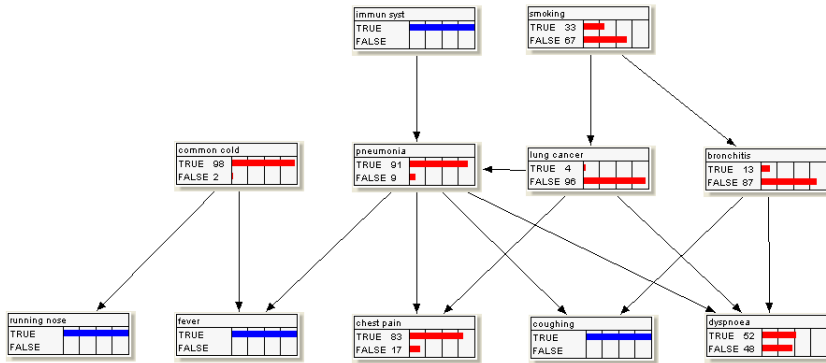 immun syst
TRUE
FALSE
smoking
TRUE 33
FALSE 67
common cold
TRUE 98
FALSE 2
pneumonia
TRUE 91
FALSE 9
lung cancer
TRUE 4
FALSE 96
bronchitis
TRUE 13
FALSE 87
running nose
TRUE
FALSE
fever
TRUE
FALSE
chest pain
TRUE 83
FALSE 17
coughing
TRUE
FALSE
dyspnoea
TRUE 52
FALSE 48